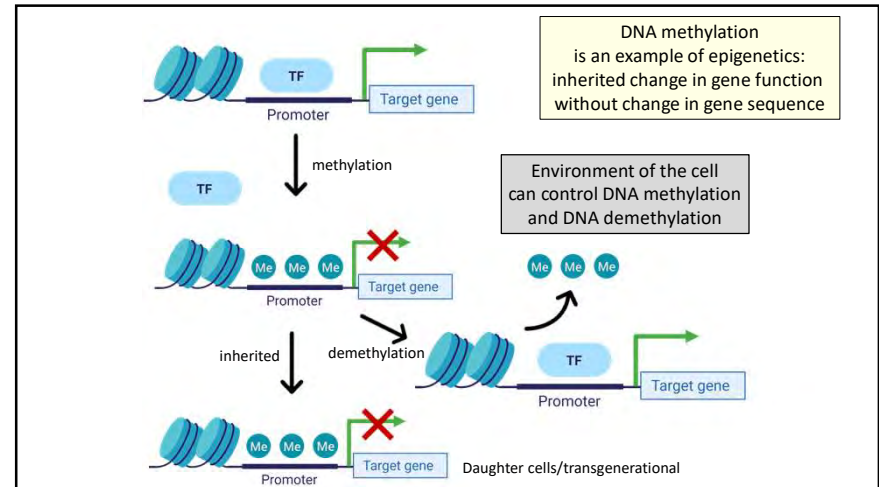 DNA methylation
is an example of epigenetics:
inherited change in gene function
without change in gene sequence
TF
Target gene
Promoter
methylation
TF
Environment of the cell
can control DNA methylation
and DNA demethylation
Me Me Me
Target gene
Promoter
Me Me Me
inherited
demethylation
TF
Target gene
Promoter
Me Me Me
Target gene
Promoter
Daughter cells/transgenerational